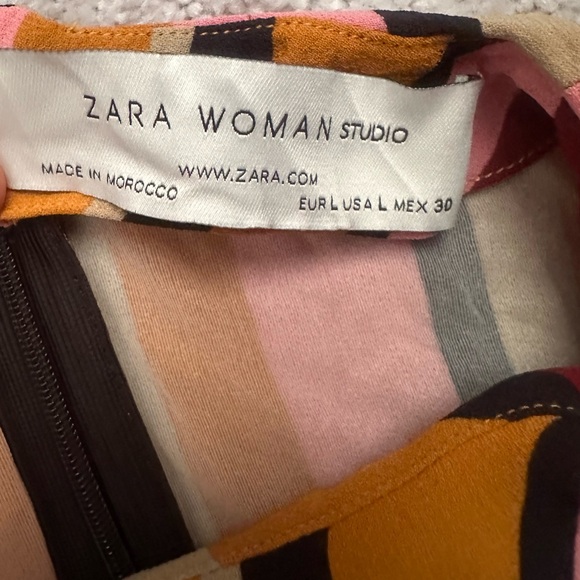 ZARA WOMAN STUDIO
MADE IN MOROCCO WWW.ZARA.COM
EUR L USA L MEX 30